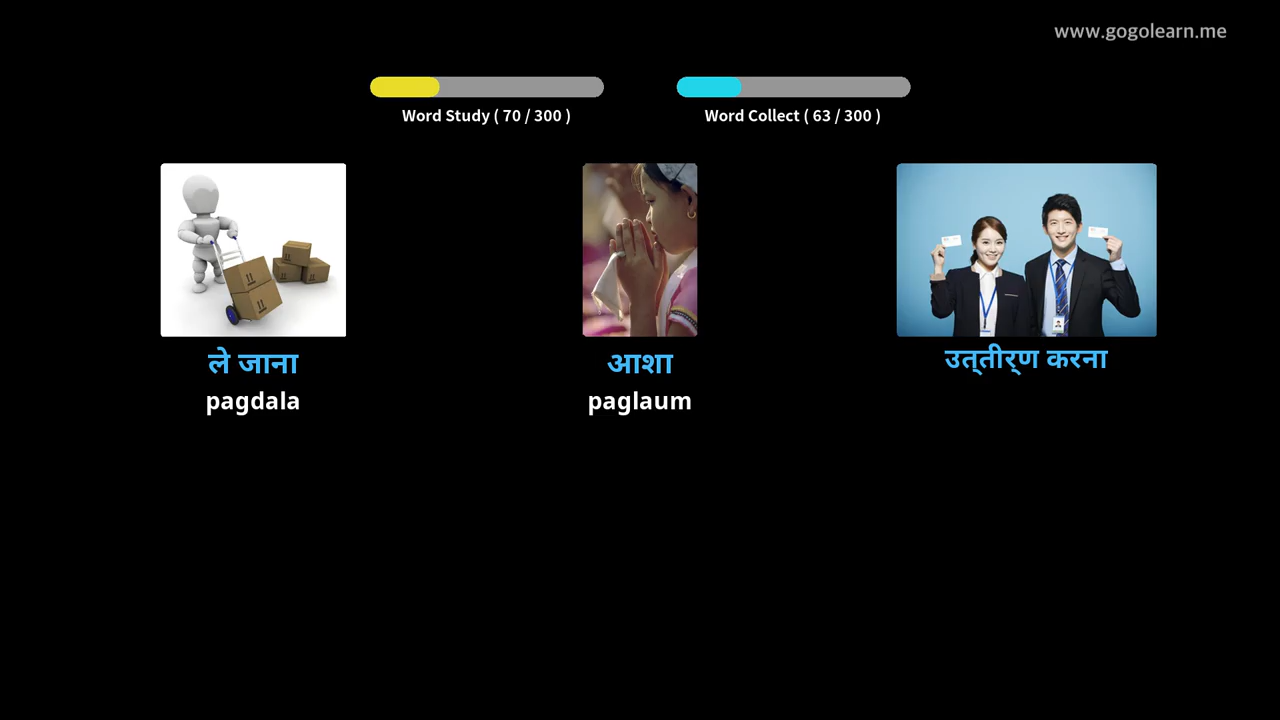 www.gogolearn.me
Word Study ( 70 / 300 )
Word Collect ( 63 / 300 )
ले जाना
pagdala
आशा
paglaum
उत्तीर्ण करना